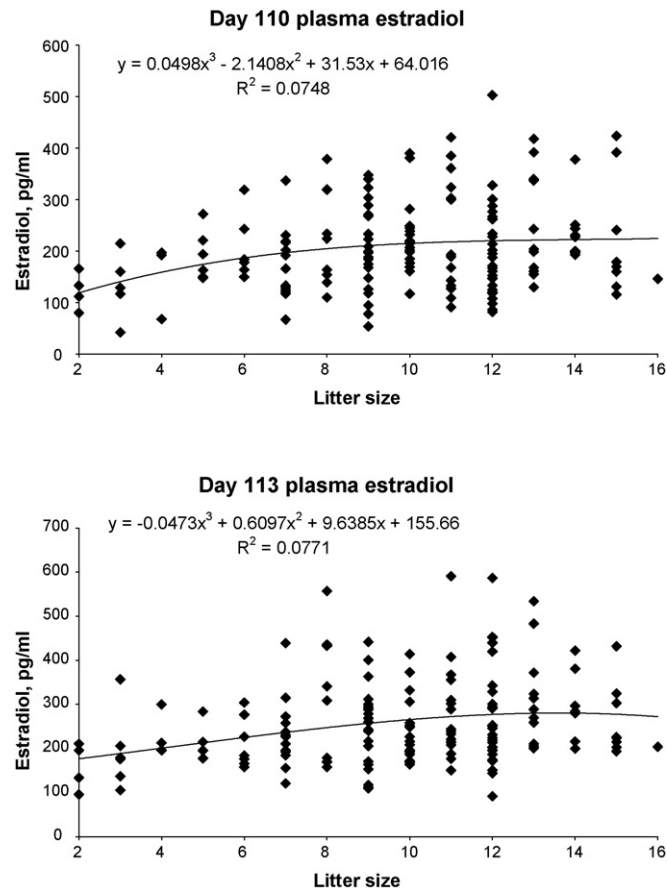 Day 110 plasma estradiol
y = 0.0498x³ - 2.1408x² + 31.53x + 64.016
R² = 0.0748
600
500
400
300
200
100
0
Estradiol, pg/ml
2 4 6 8 10 12 14 16
Litter size
Day 113 plasma estradiol
y = -0.0473x³ + 0.6097x² + 9.6385x + 155.66
R² = 0.0771
700
600
500
400
300
200
100
0
Estradiol, pg/ml
2 4 6 8 10 12 14 16
Litter size